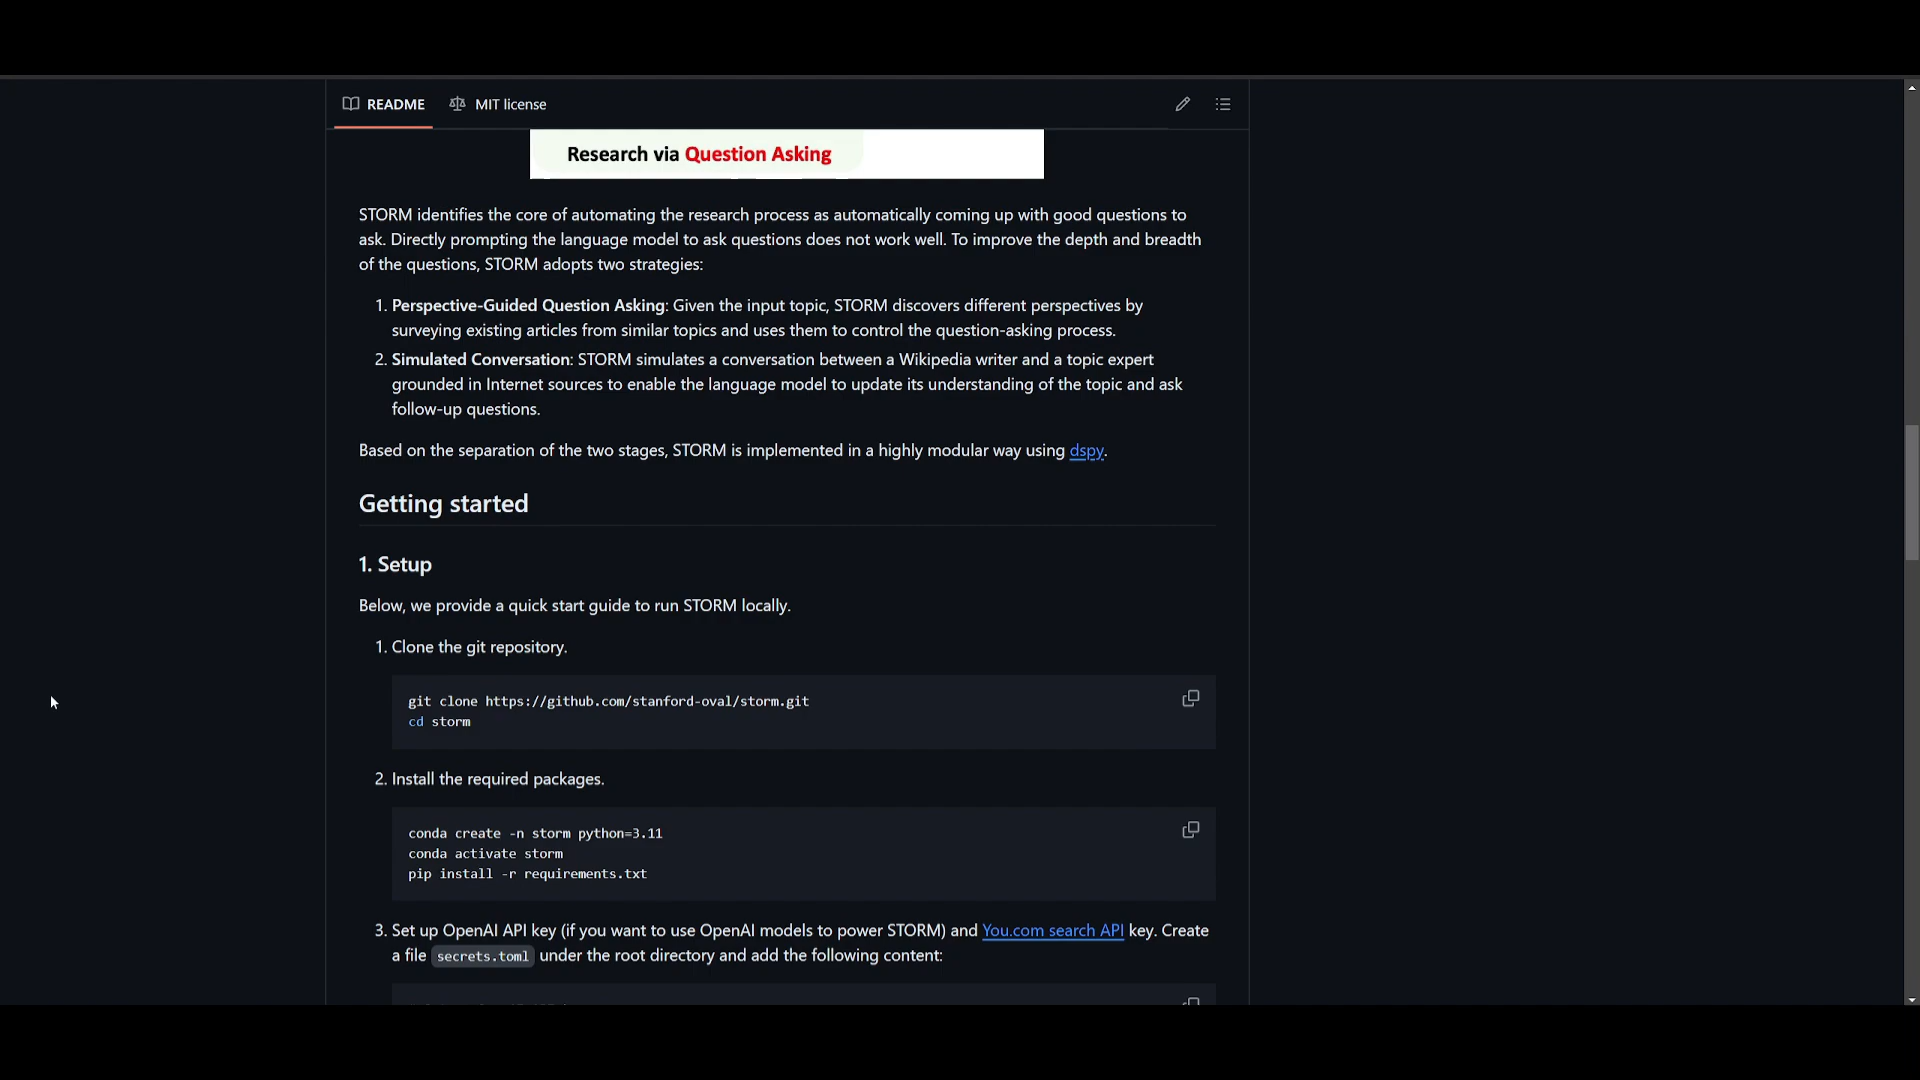 README
MIT license
Research via Question Asking
STORM identifies the core of automating the research process as automatically coming up with good questions to
ask. Directly prompting the language model to ask questions does not work well. To improve the depth and breadth
of the questions, STORM adopts two strategies:
1. Perspective-Guided Question Asking: Given the input topic, STORM discovers different perspectives by
surveying existing articles from similar topics and uses them to control the question-asking process.
2. Simulated Conversation: STORM simulates a conversation between a Wikipedia writer and a topic expert
grounded in Internet sources to enable the language model to update its understanding of the topic and ask
follow-up questions.
Based on the separation of the two stages, STORM is implemented in a highly modular way using dspy.
Getting started
1. Setup
Below, we provide a quick start guide to run STORM locally.
1. Clone the git repository.
git clone https://github.com/stanford-oval/storm.git
cd storm
2. Install the required packages.
conda create -n storm python=3.11
conda activate storm
pip install -r requirements.txt
3. Set up OpenAI API key (if you want to use OpenAI models to power STORM) and You.com search API key. Create
a file secrets.toml under the root directory and add the following content: